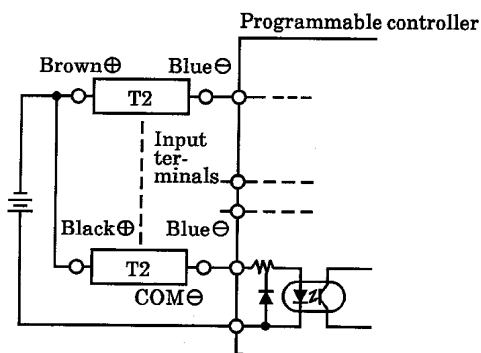 Programmable controller
Brown⊕
Blue⊖
T2
Input
ter-
minals
Black⊕
Blue⊖
T2
COM⊖